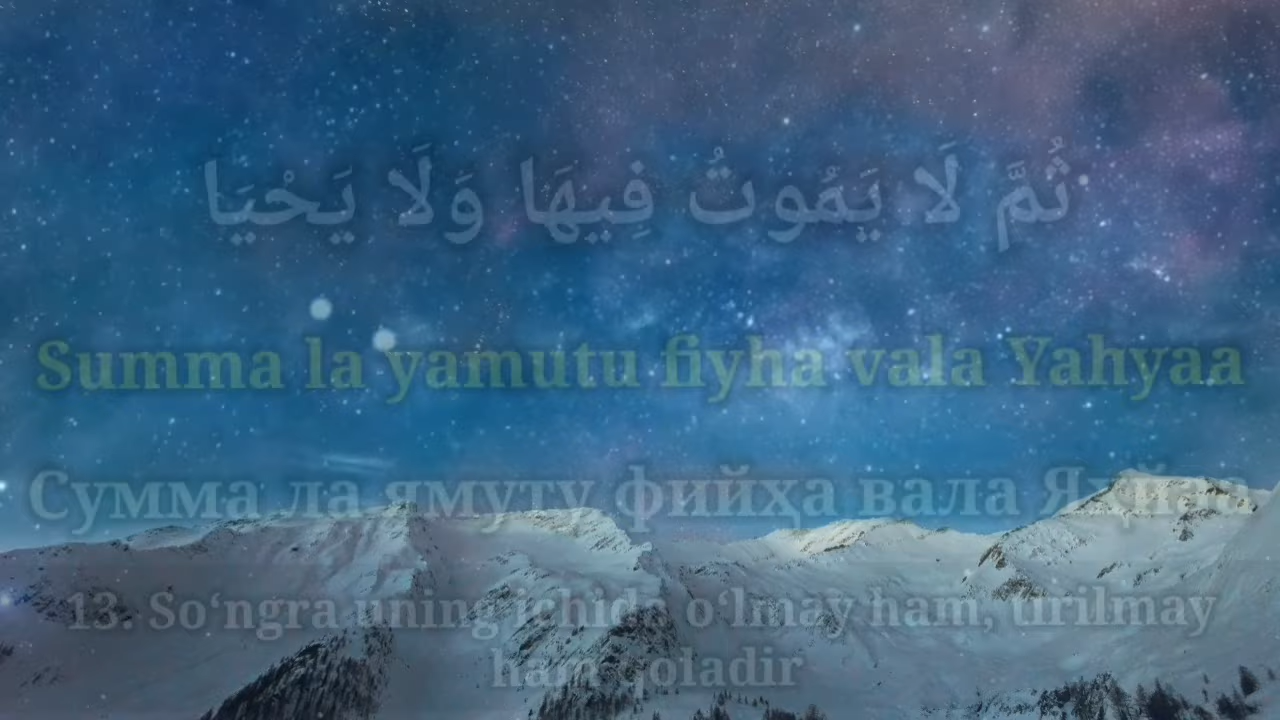 ثُمَّ لَا يَمُوتُ فِيهَا وَلَا يَحْيَا
Summa la yamutu fiyha vala Yahyaa
Сумма ла ямуту фийҳа вала Яҳйаа
13. So‘ngra uning ichida o‘lmay ham, tirilmay
ham qoladir